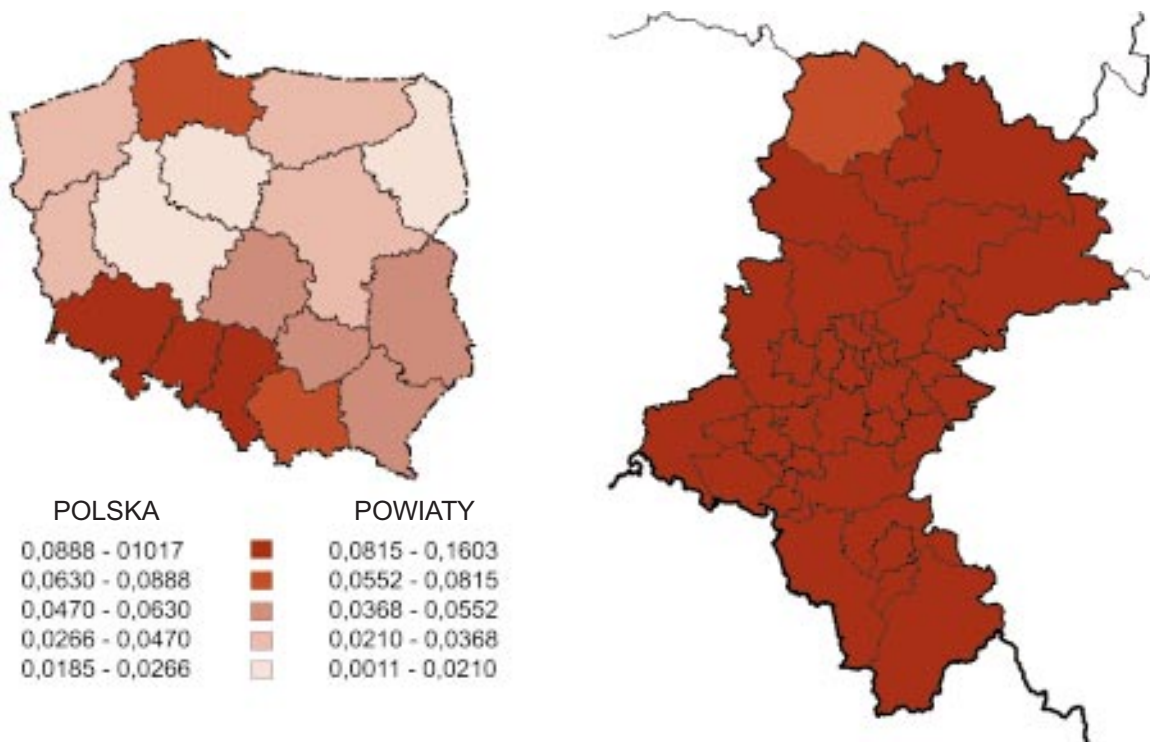 POLSKA POWIATY
0,0888 - 01017 0,0815 - 0,1603
0,0630 - 0,0888 0,0552 - 0,0815
0,0470 - 0,0630 0,0368 - 0,0552
0,0266 - 0,0470 0,0210 - 0,0368
0,0185 - 0,0266 0,0011 - 0,0210